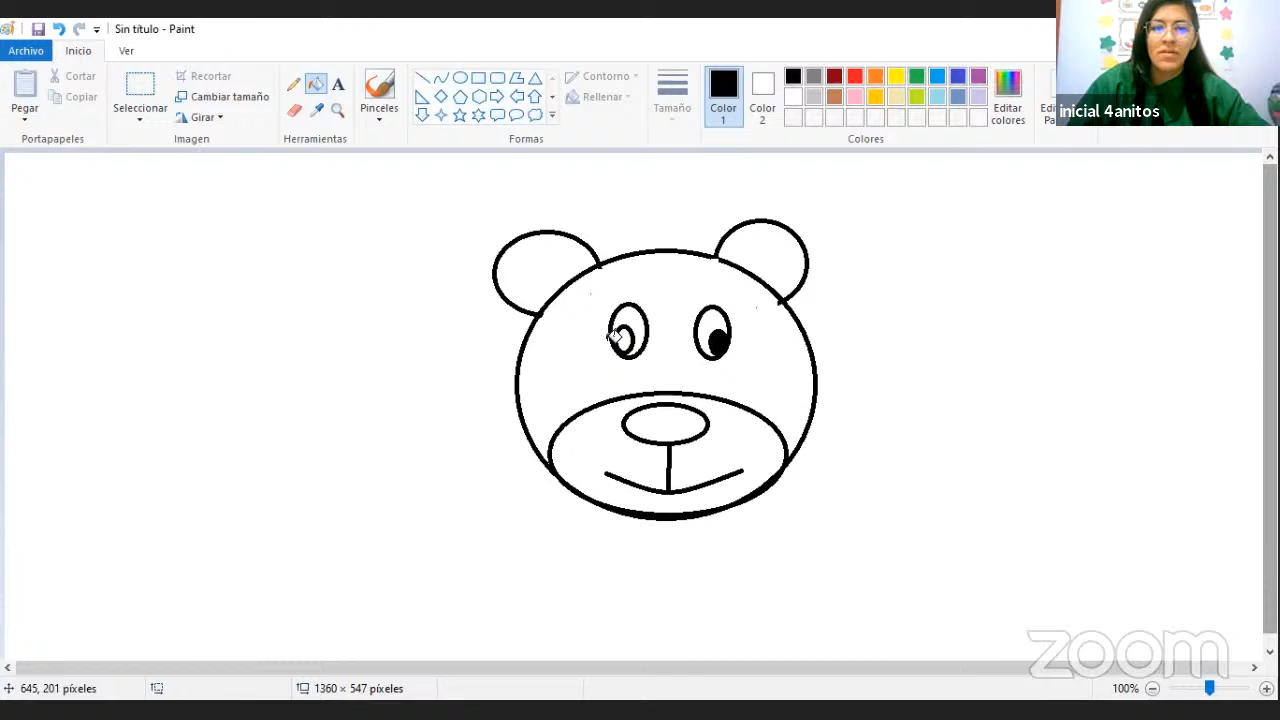 Sin título - Paint
Archivo Inicio Ver
Pegar
Cortar
Copiar
Portapapeles
Seleccionar
Recortar
Cambiar tamaño
Girar
Imagen
A
Herramientas
Pinceles
Contorno
Rellenar
Formas
Tamaño
Color
1
Color
2
Editar
colores
Colores
inicial 4anitos
zoom
645, 201 píxeles
1360 × 547 píxeles
100%